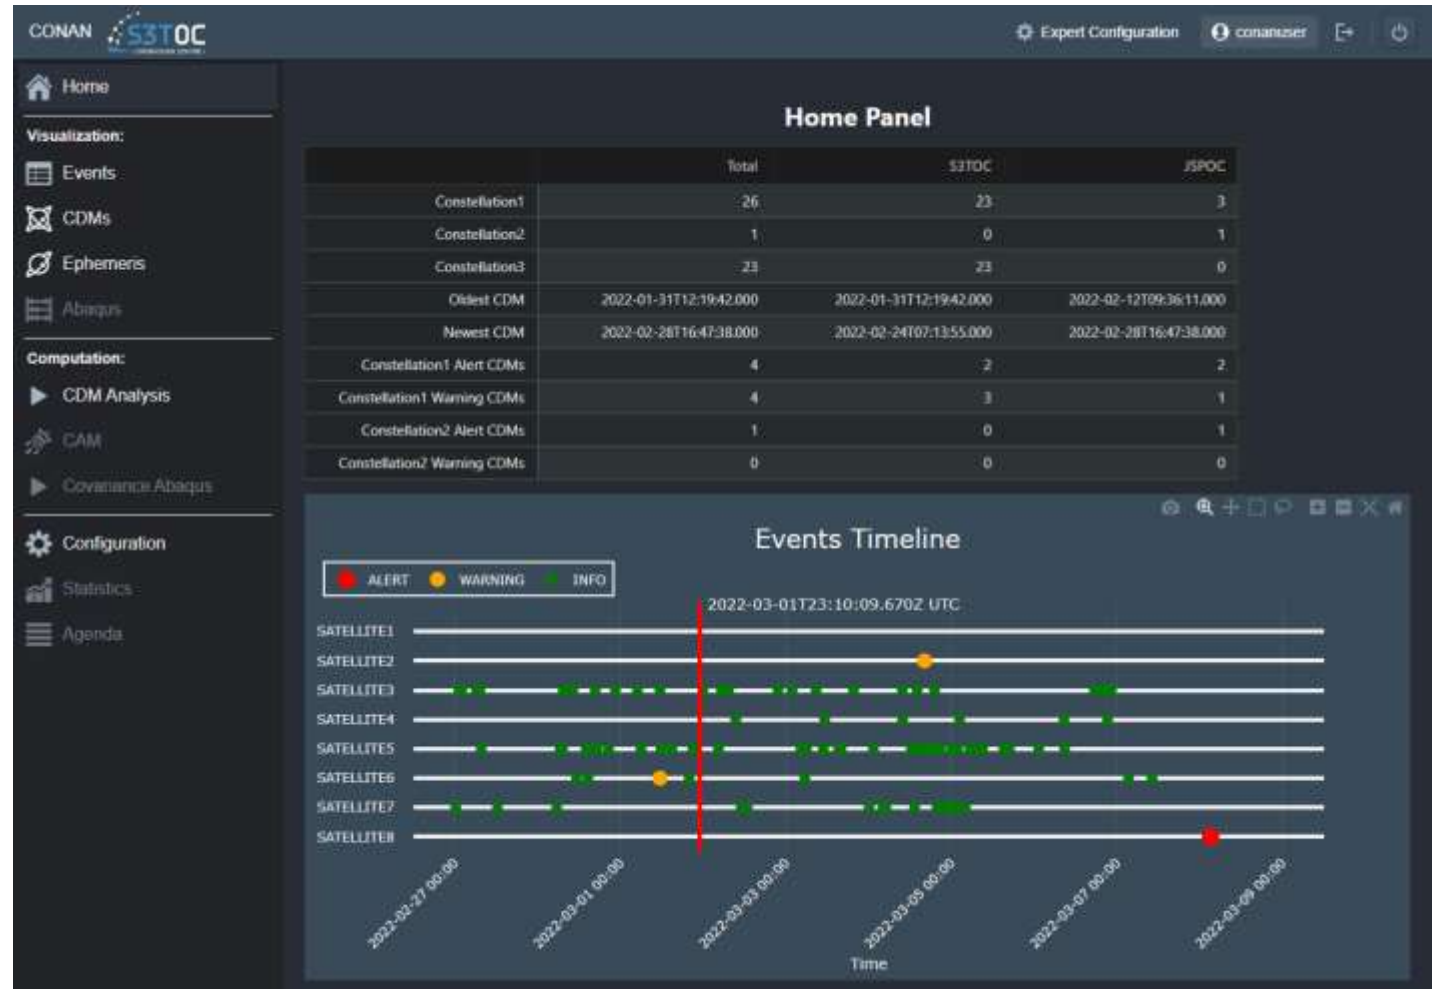 CONAN S3TOC
Expert Configuration conanuser
Home
Visualization:
Events
CDMs
Ephemeris
Abaqus
Computation:
CDM Analysis
CAM
Covariance Abaqus
Configuration
Statistics
Agenda
Home Panel
Total S3TOC JSPOC
Constellation1 26 23 3
Constellation2 1 0 1
Constellation3 23 23 0
Oldest CDM 2022-01-31T12:19:42.000 2022-01-31T12:19:42.000 2022-02-12T09:36:11.000
Newest CDM 2022-02-28T16:47:38.000 2022-02-24T07:13:55.000 2022-02-28T16:47:38.000
Constellation1 Alert CDMs 4 2 2
Constellation1 Warning CDMs 4 3 1
Constellation2 Alert CDMs 1 0 1
Constellation2 Warning CDMs 0 0 0
Events Timeline
ALERT WARNING INFO
2022-03-01T23:10:09.670Z UTC
SATELLITE1
SATELLITE2
SATELLITE3
SATELLITE4
SATELLITE5
SATELLITE6
SATELLITE7
SATELLITE8
2022-02-27 00:00 2022-03-01 00:00 2022-03-03 00:00 2022-03-05 00:00 2022-03-07 00:00 2022-03-09 00:00
Time